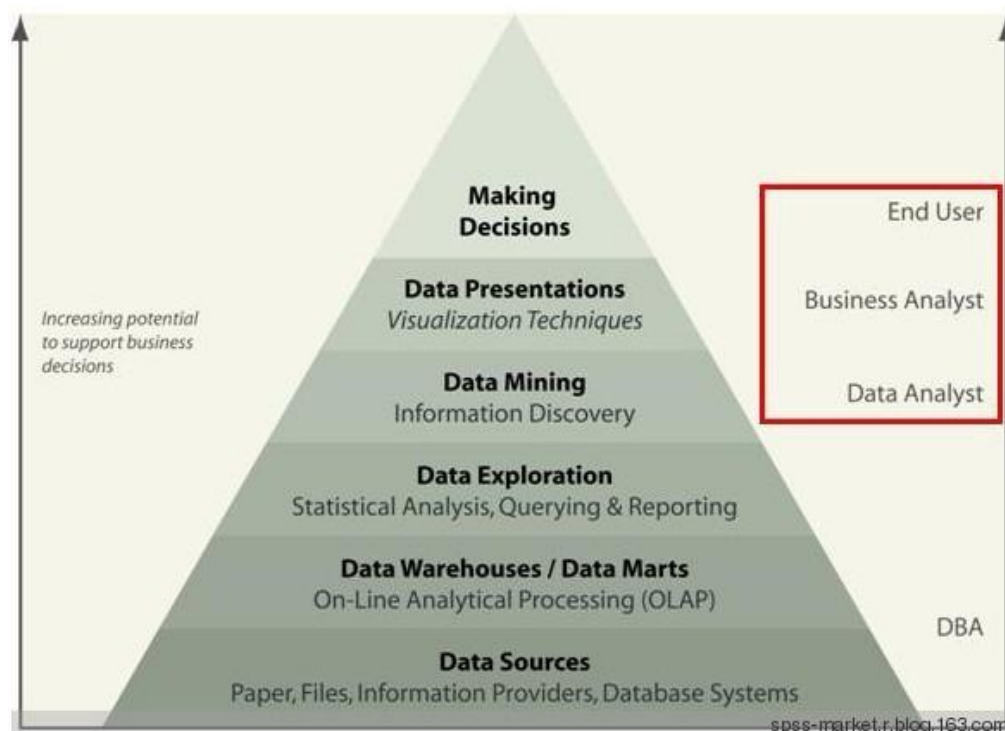 Making
Decisions
End User
Data Presentations
Visualization Techniques
Business Analyst
Increasing potential
to support business
decisions
Data Mining
Information Discovery
Data Analyst
Data Exploration
Statistical Analysis, Querying & Reporting
Data Warehouses / Data Marts
On-Line Analytical Processing (OLAP)
DBA
Data Sources
Paper, Files, Information Providers, Database Systems
spss-market.r.blog.163.com